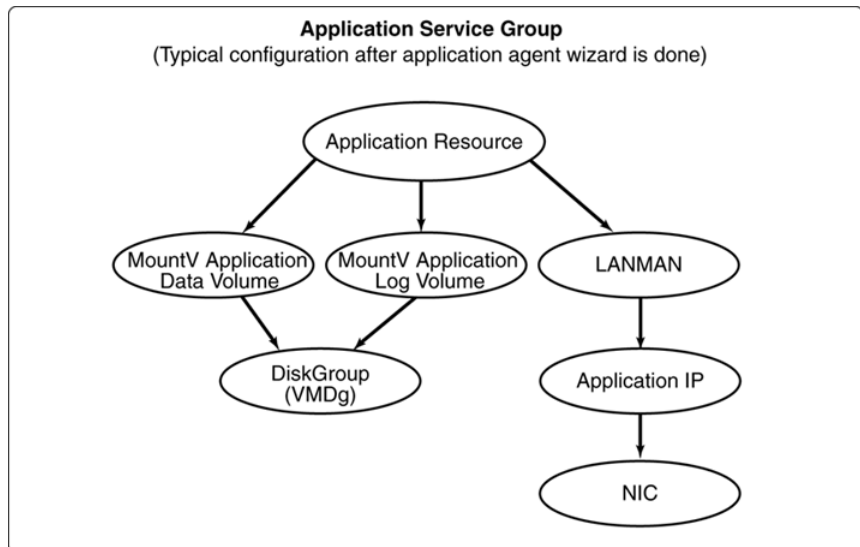 Application Service Group
(Typical configuration after application agent wizard is done)
Application Resource
MountV Application
Data Volume
MountV Application
Log Volume
LANMAN
DiskGroup
(VMDg)
Application IP
NIC